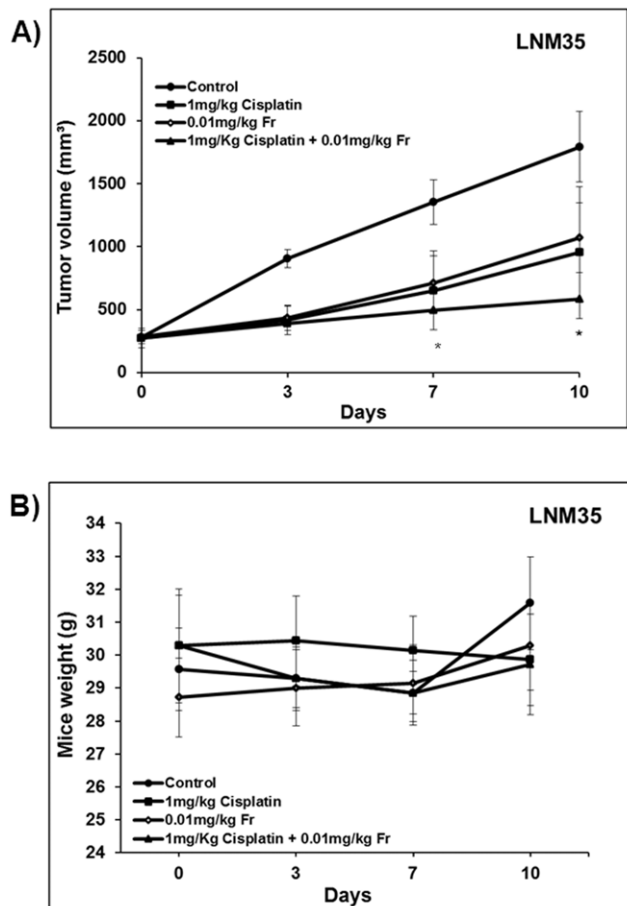 A)
LNM35
2500
2000
1500
1000
500
0
Tumor volume (mm³)
Control
1mg/kg Cisplatin
0.01mg/kg Fr
1mg/Kg Cisplatin + 0.01mg/kg Fr
*
*
0 3 7 10
Days
B)
LNM35
34
33
32
31
30
29
28
27
26
25
24
Mice weight (g)
Control
1mg/kg Cisplatin
0.01mg/kg Fr
1mg/Kg Cisplatin + 0.01mg/kg Fr
0 3 7 10
Days